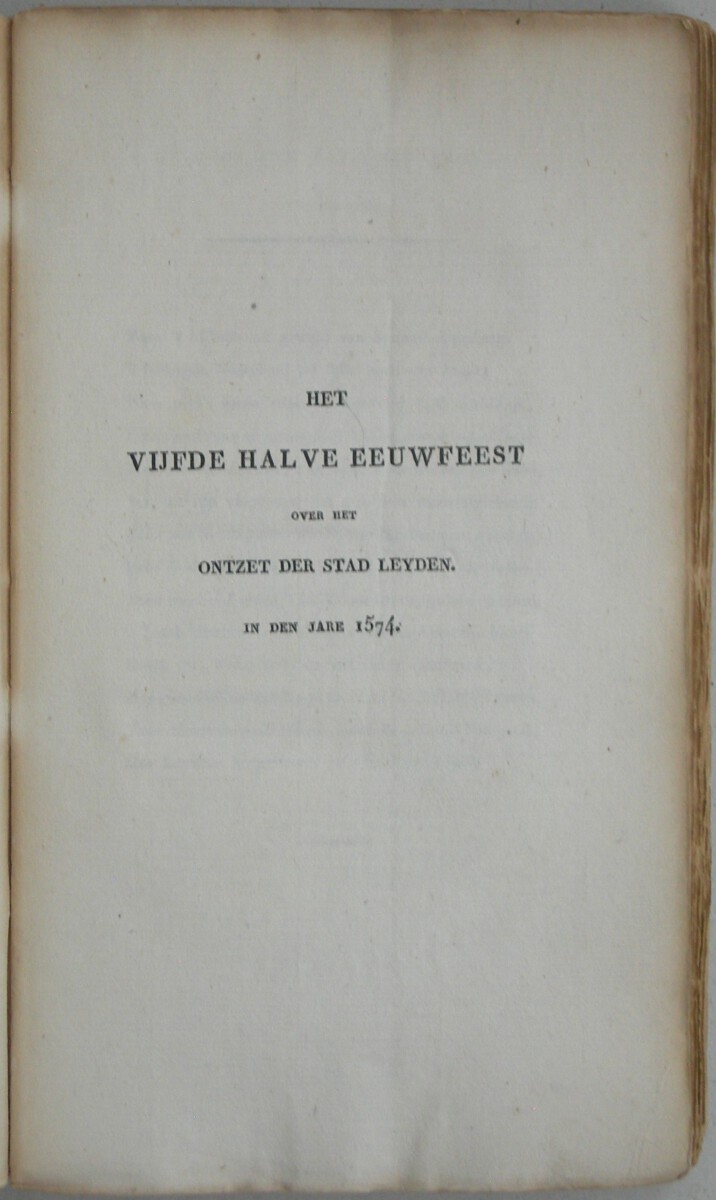 HET
VIJFDE HALVE EEUWFEEST
OVER HET
ONTZET DER STAD LEYDEN.
IN DEN JARE 1574.